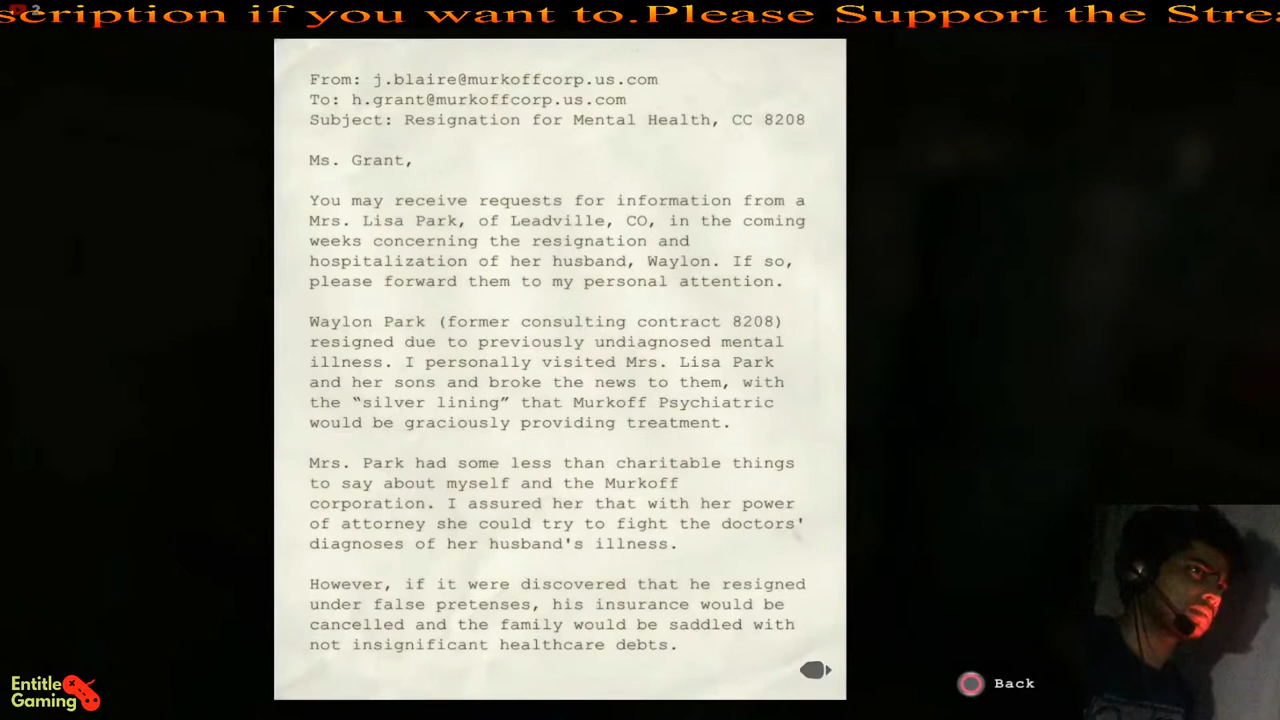 scription if you want to.Please Support the Strea
From: j.blaire@murkoffcorp.us.com
To: h.grant@murkoffcorp.us.com
Subject: Resignation for Mental Health, CC 8208
Ms. Grant,
You may receive requests for information from a
Mrs. Lisa Park, of Leadville, CO, in the coming
weeks concerning the resignation and
hospitalization of her husband, Waylon. If so,
please forward them to my personal attention.
Waylon Park (former consulting contract 8208)
resigned due to previously undiagnosed mental
illness. I personally visited Mrs. Lisa Park
and her sons and broke the news to them, with
the “silver lining” that Murkoff Psychiatric
would be graciously providing treatment.
Mrs. Park had some less than charitable things
to say about myself and the Murkoff
corporation. I assured her that with her power
of attorney she could try to fight the doctors'
diagnoses of her husband's illness.
However, if it were discovered that he resigned
under false pretenses, his insurance would be
cancelled and the family would be saddled with
not insignificant healthcare debts.
Back
Entitle
Gaming